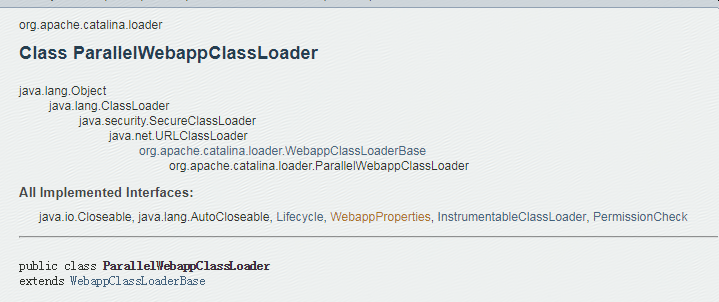 org.apache.catalina.loader
Class ParallelWebappClassLoader
java.lang.Object
java.lang.ClassLoader
java.security.SecureClassLoader
java.net.URLClassLoader
org.apache.catalina.loader.WebappClassLoaderBase
org.apache.catalina.loader.ParallelWebappClassLoader
All Implemented Interfaces:
java.io.Closeable, java.lang.AutoCloseable, Lifecycle, WebappProperties, InstrumentableClassLoader, PermissionCheck
public class ParallelWebappClassLoader
extends WebappClassLoaderBase